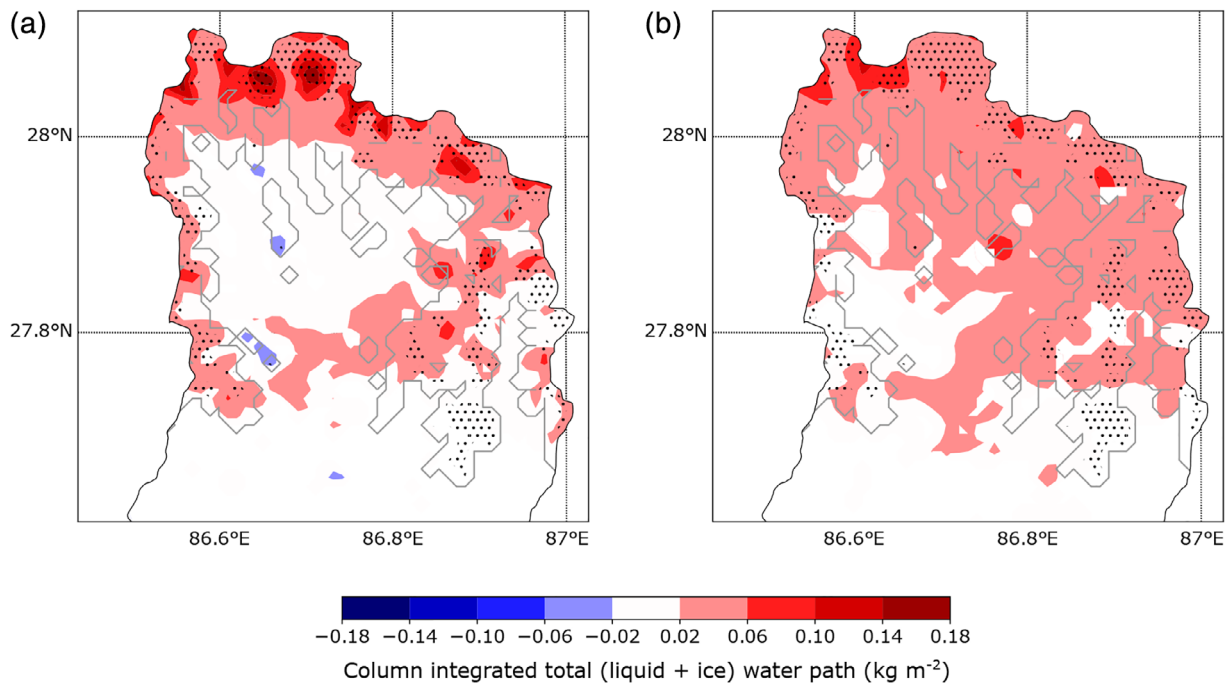 (a)
(b)
28°N
28°N
27.8°N
27.8°N
86.6°E 86.8°E 87°E
86.6°E 86.8°E 87°E
−0.18 −0.14 −0.10 −0.06 −0.02 0.02 0.06 0.10 0.14 0.18
Column integrated total (liquid + ice) water path (kg m⁻²)